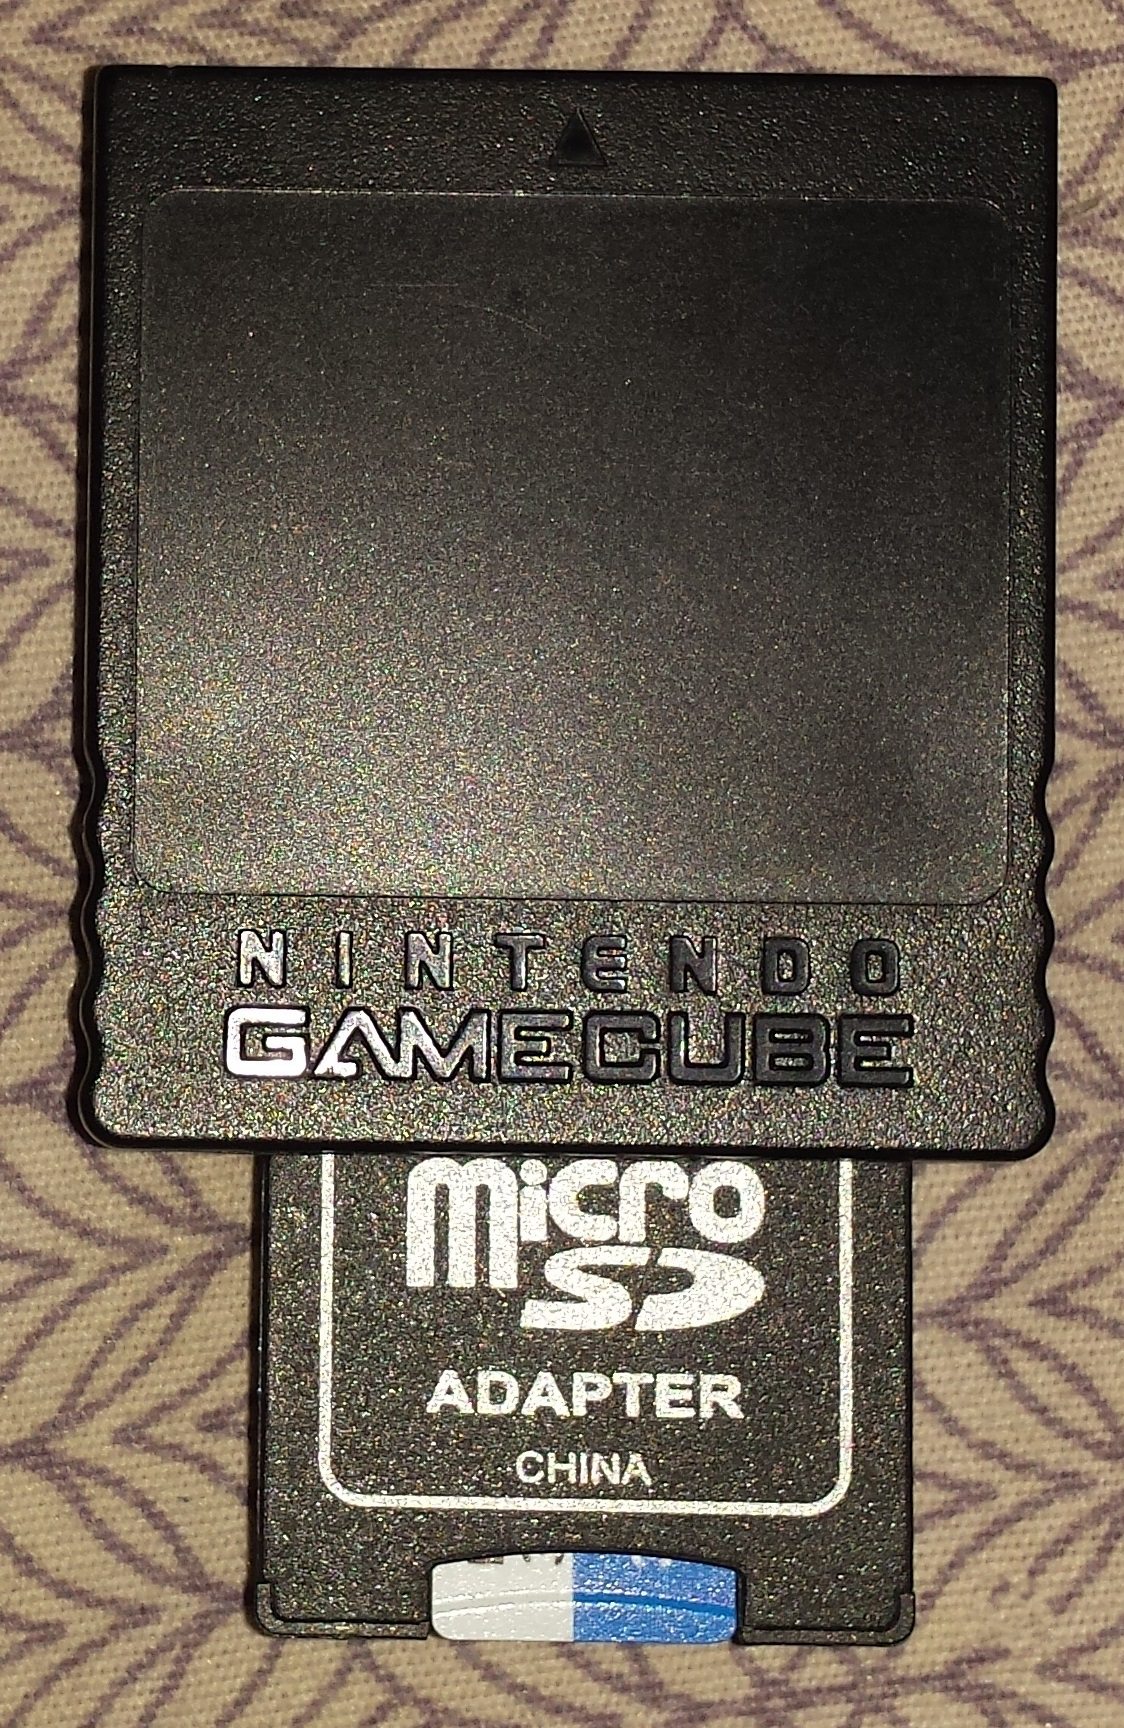 NINTENDO
GAMECUBE
micro
SD
ADAPTER
CHINA